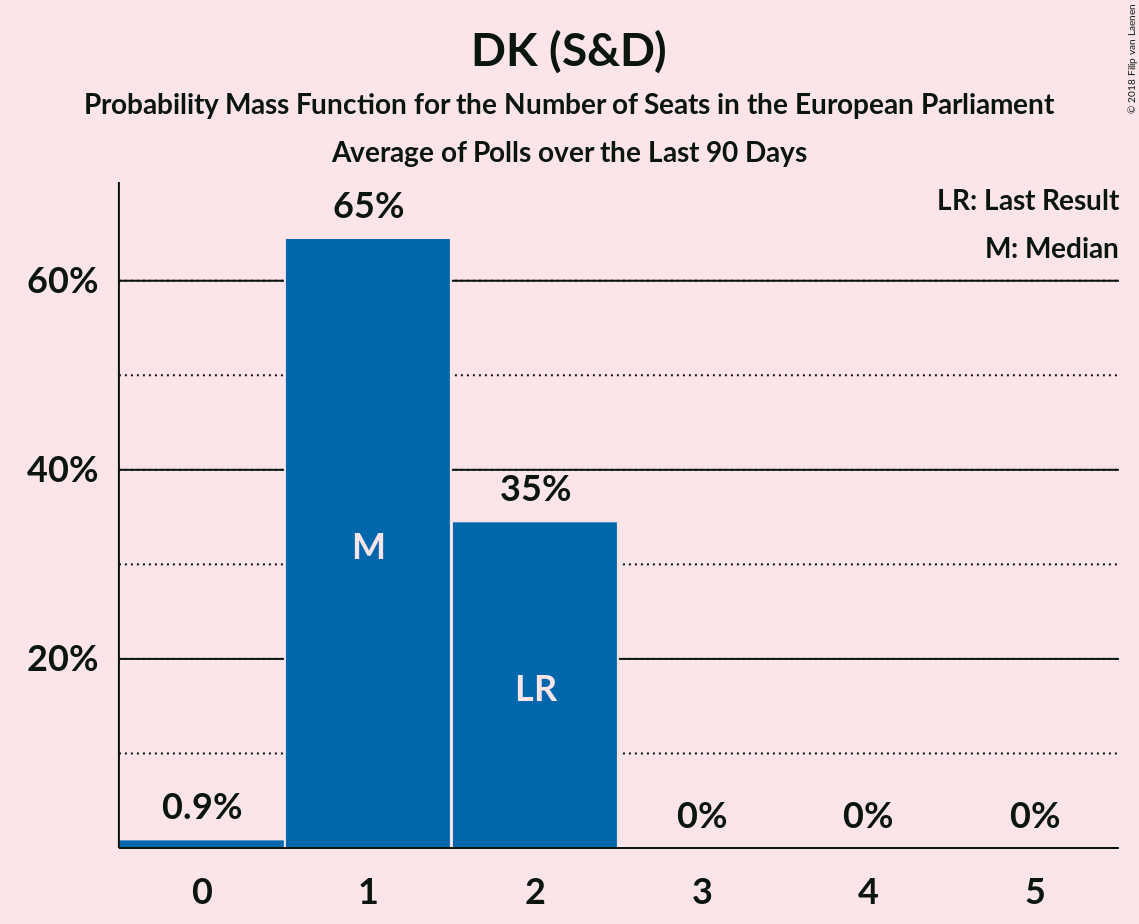 DK (S&D)
Probability Mass Function for the Number of Seats in the European Parliament
Average of Polls over the Last 90 Days
© 2018 Filip van Laenen
LR: Last Result
M: Median
65%
60%
40%
35%
M
20%
LR
0.9%
0%
0%
0%
0
1
2
3
4
5